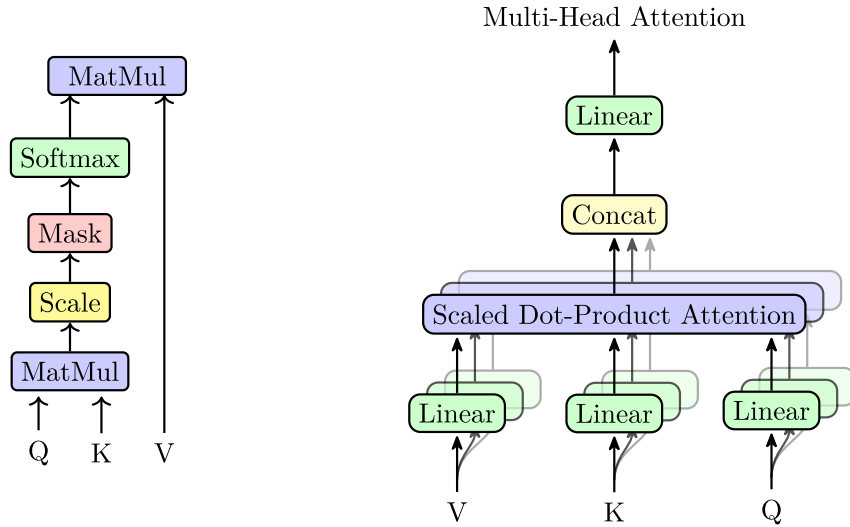 MatMul
Softmax
Mask
Scale
MatMul
Q K V
Multi-Head Attention
Linear
Concat
Scaled Dot-Product Attention
Linear Linear Linear
V K Q